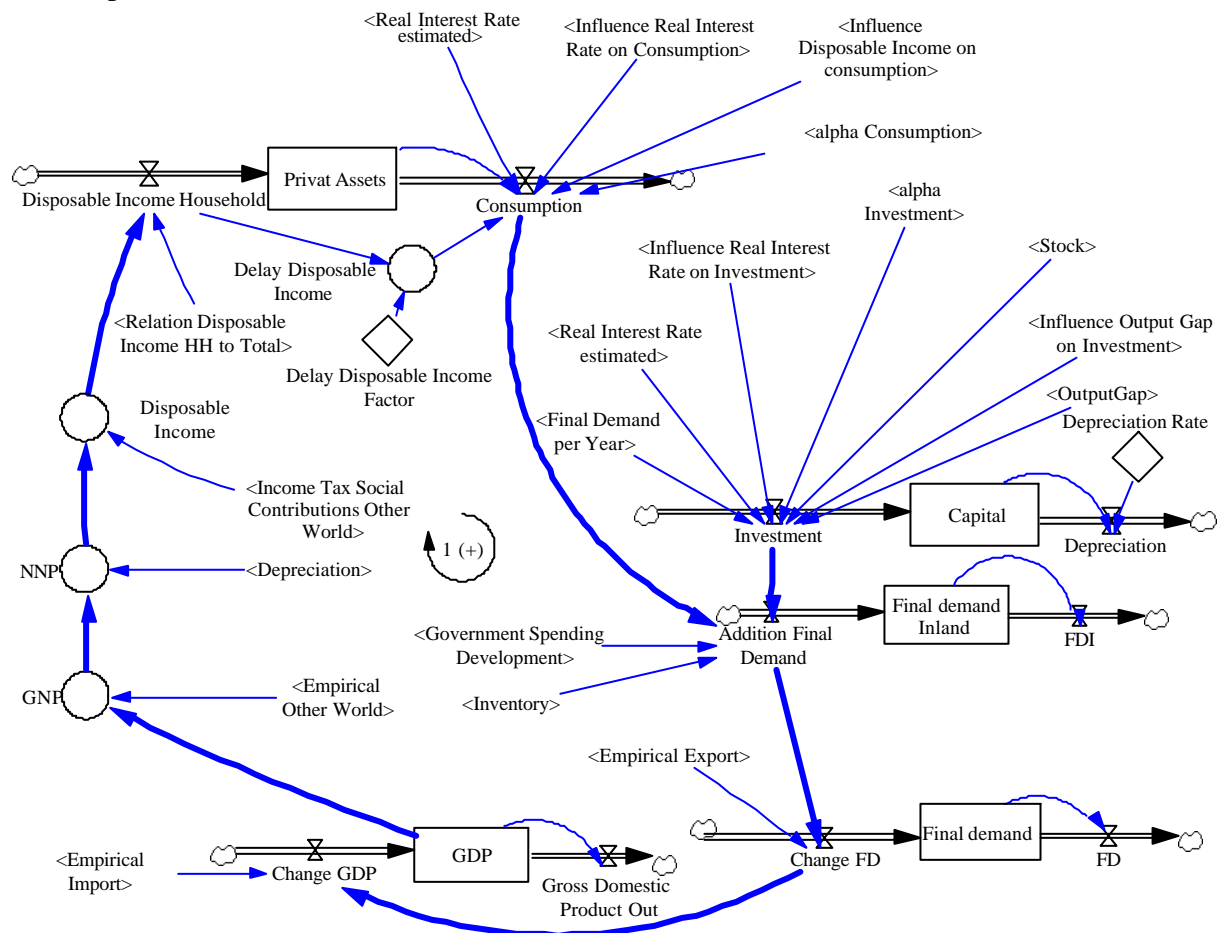 <Real Interest Rate
estimated>
<Influence Real Interest
Rate on Consumption>
<Influence
Disposable Income on
consumption>
<alpha Consumption>
Privat Assets
Disposable Income Household
Consumption
<alpha
Investment>
<Influence Real Interest
Rate on Investment>
<Stock>
Delay Disposable
Income
<Relation Disposable
Income HH to Total>
<Real Interest Rate
estimated>
<Influence Output Gap
on Investment>
Delay Disposable Income
Factor
<OutputGap>
Depreciation Rate
Disposable
Income
<Final Demand
per Year>
<Income Tax Social
Contributions Other
World>
Capital
Investment
Depreciation
1 (+)
NNP
<Depreciation>
Final demand
Inland
Addition Final
Demand
FDI
<Government Spending
Development>
GNP
<Empirical
Other World>
<Inventory>
<Empirical Export>
Final demand
Change FD
FD
GDP
<Empirical
Import>
Change GDP
Gross Domestic
Product Out